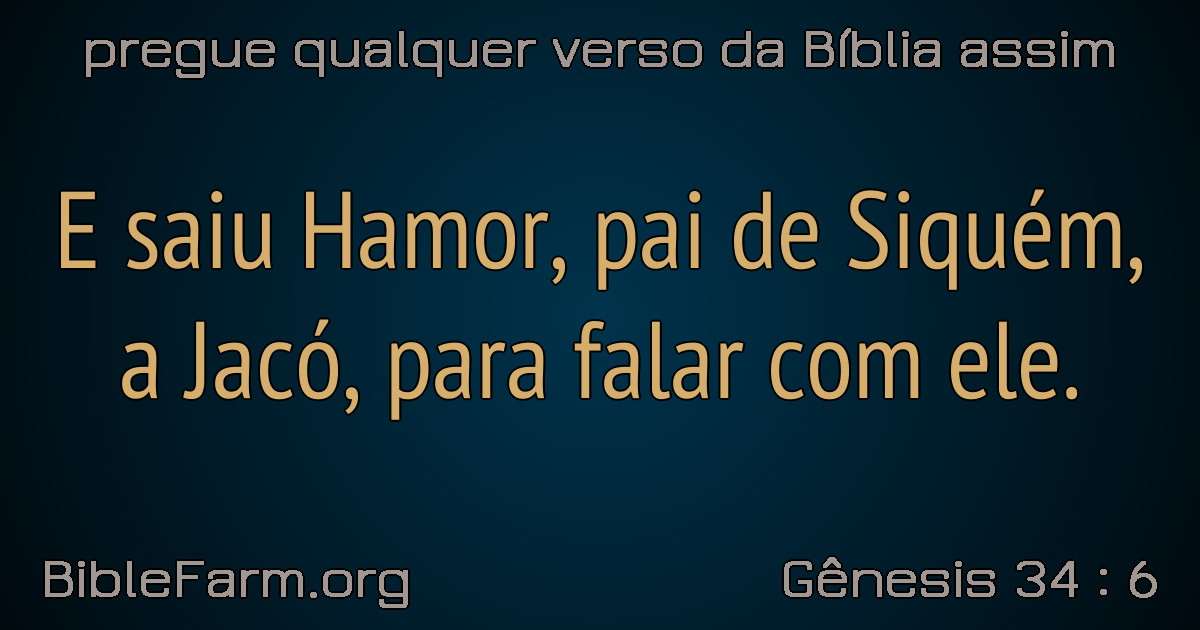 pregue qualquer verso da Bíblia assim
E saiu Hamor, pai de Siquém,
a Jacó, para falar com ele.
BibleFarm.org
Gênesis 34 : 6